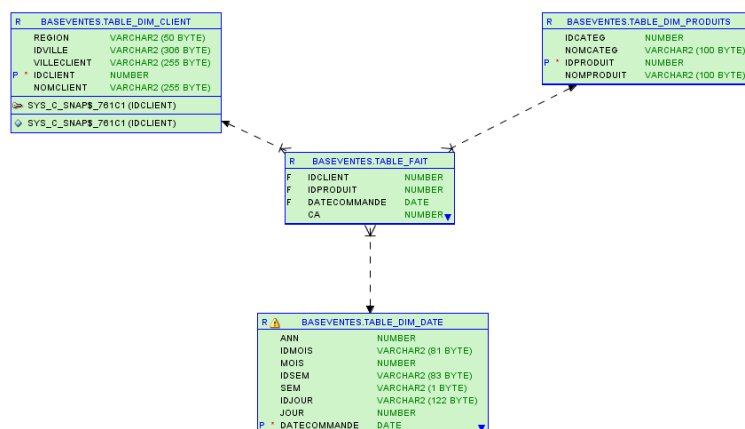 R BASEVENTES.TABLE_DIM_CLIENT
REGION VARCHAR2 (50 BYTE)
IDVILLE VARCHAR2 (306 BYTE)
VILLECLIENT VARCHAR2 (255 BYTE)
P * IDCLIENT NUMBER
NOMCLIENT VARCHAR2 (255 BYTE)
SYS_C_SNAP$_761C1 (IDCLIENT)
SYS_C_SNAP$_761C1 (IDCLIENT)
R BASEVENTES.TABLE_DIM_PRODUITS
IDCATEG NUMBER
NOMCATEG VARCHAR2 (100 BYTE)
P * IDPRODUIT NUMBER
NOMPRODUIT VARCHAR2 (100 BYTE)
R BASEVENTES.TABLE_FAIT
F IDCLIENT NUMBER
F IDPRODUIT NUMBER
F DATECOMMANDE DATE
CA NUMBER
R BASEVENTES.TABLE_DIM_DATE
ANN NUMBER
IDMOIS VARCHAR2 (81 BYTE)
MOIS NUMBER
IDSEM VARCHAR2 (83 BYTE)
SEM VARCHAR2 (1 BYTE)
IDJOUR VARCHAR2 (122 BYTE)
JOUR NUMBER
P * DATECOMMANDE DATE